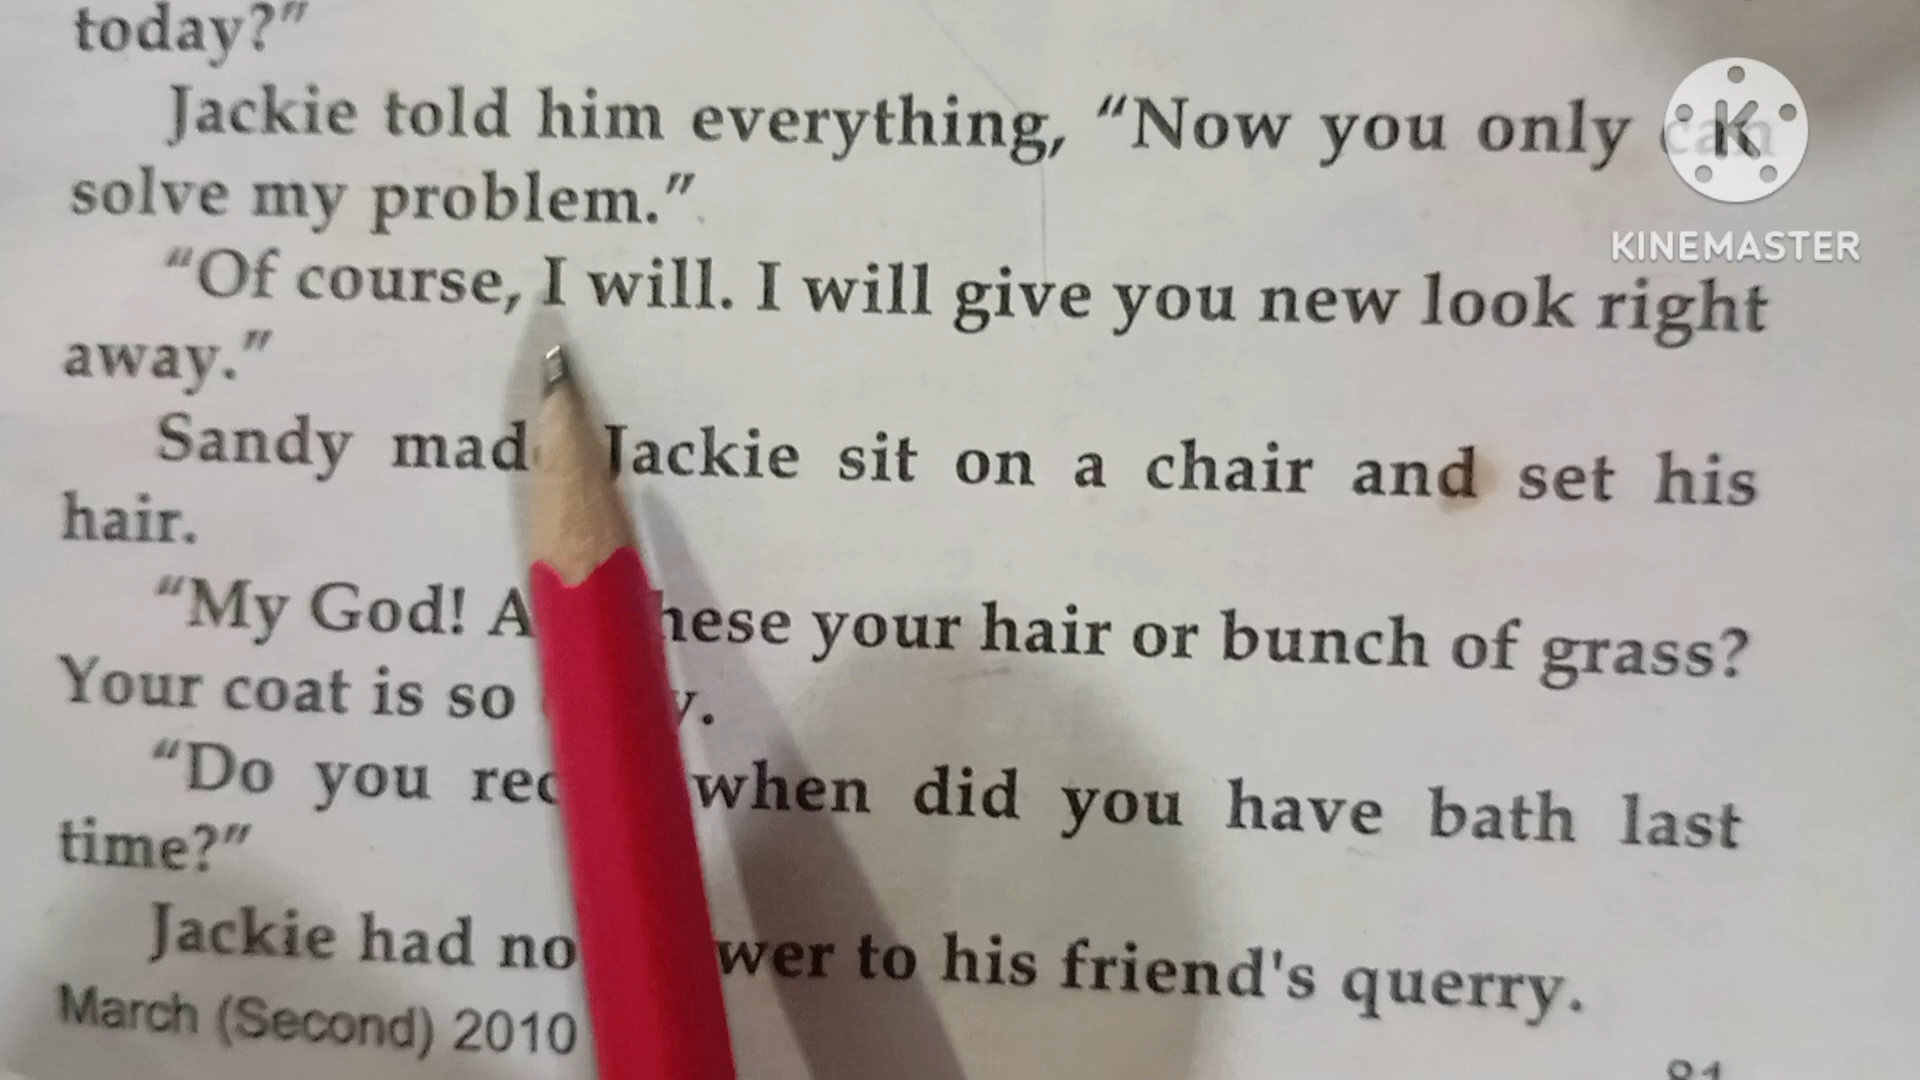 today?"
Jackie told him everything, "Now you only can
solve my problem."
"Of course, I will. I will give you new look right
away."
Sandy made Jackie sit on a chair and set his
hair.
"My God! A hese your hair or bunch of grass?
Your coat is so
"Do you when did you have bath last
time?"
Jackie had no to his friend's querry.
March (Second) 2010
81
K
KINEMASTER